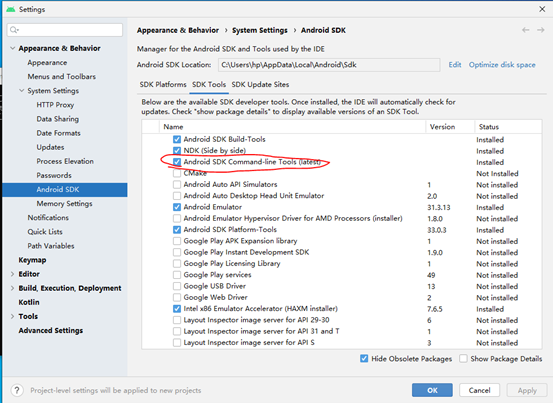 Settings
Appearance & Behavior
Appearance
Menus and Toolbars
System Settings
HTTP Proxy
Data Sharing
Date Formats
Updates
Process Elevation
Passwords
Android SDK
Memory Settings
Notifications
Quick Lists
Path Variables
Keymap
Editor
Build, Execution, Deployment
Kotlin
Tools
Advanced Settings
Appearance & Behavior › System Settings › Android SDK
Manager for the Android SDK and Tools used by the IDE
Android SDK Location: C:\Users\hp\AppData\Local\Android\Sdk Edit Optimize disk space
SDK Platforms SDK Tools SDK Update Sites
Below are the available SDK developer tools. Once installed, the IDE will automatically check for
updates. Check "show package details" to display available versions of an SDK Tool.
Name Version Status
Android SDK Build-Tools Installed
NDK (Side by side) Installed
Android SDK Command-line Tools (latest) Installed
CMake Not Installed
Android Auto API Simulators 1 Not installed
Android Auto Desktop Head Unit Emulator 2.0 Not installed
Android Emulator 31.3.13 Installed
Android Emulator Hypervisor Driver for AMD Processors (installer) 1.8.0 Not installed
Android SDK Platform-Tools 33.0.3 Installed
Google Play APK Expansion library 1 Not installed
Google Play Instant Development SDK 1.9.0 Not installed
Google Play Licensing Library 1 Not installed
Google Play services 49 Not installed
Google USB Driver 13 Not installed
Google Web Driver 2 Not installed
Intel x86 Emulator Accelerator (HAXM installer) 7.6.5 Installed
Layout Inspector image server for API 29-30 6 Not installed
Layout Inspector image server for API 31 and T 1 Not installed
Layout Inspector image server for API S 3 Not installed
Hide Obsolete Packages Show Package Details
? Project-level settings will be applied to new projects
OK Cancel Apply